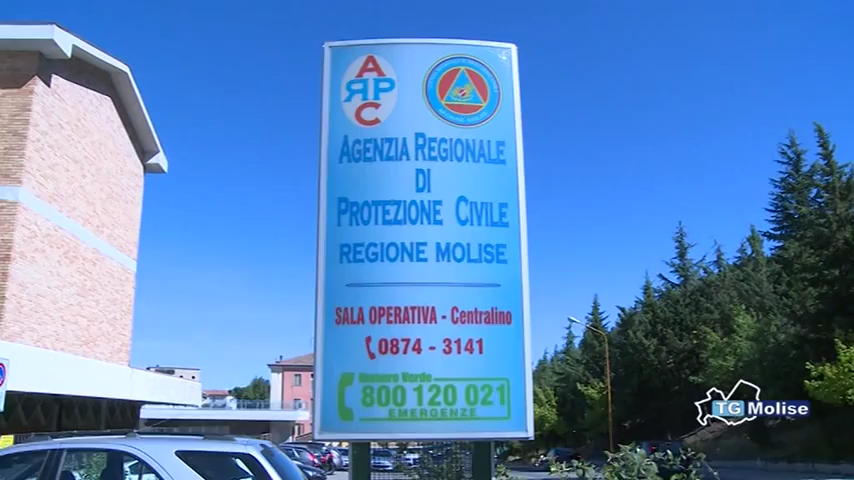 ARPC
AGENZIA REGIONALE
DI
PROTEZIONE CIVILE
REGIONE MOLISE
SALA OPERATIVA - Centralino
0874 - 3141
Numero Verde
800 120 021
EMERGENZE
TG Molise